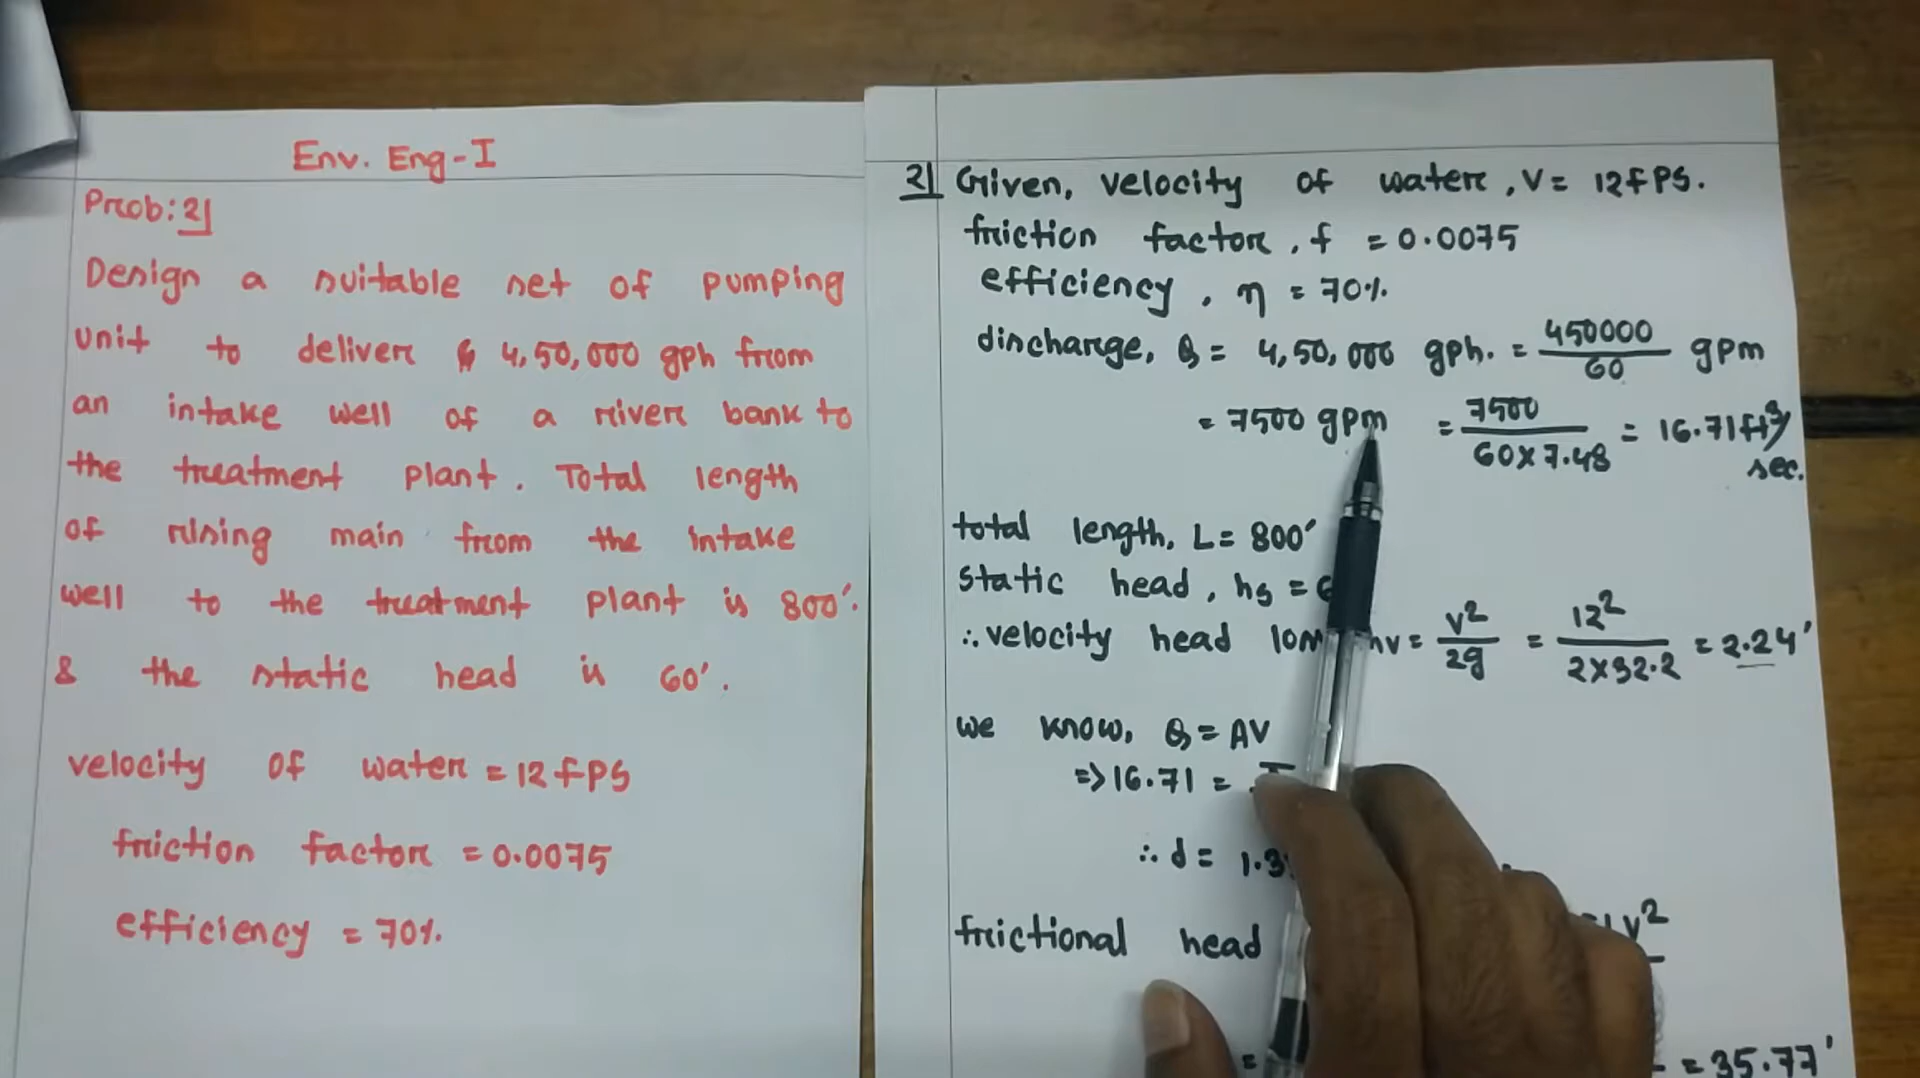 Env. Eng-I
Prob: 21
Design a suitable set of pumping
unit to deliver 4,50,000 gph from
an intake well of a river bank to
the treatment plant. Total length
of rising main from the intake
well to the treatment plant is 800'.
& the static head is 60'.
velocity of water = 12 fPS
friction factor = 0.0075
efficiency = 70%.
21 Given, velocity of water, V = 12fPS.
friction factor, f = 0.0075
efficiency, η = 70%.
discharge, Q = 4,50,000 gph. = 450000/60 gpm
= 7500 gpm = 7500/(60×7.48) = 16.71 ft³/sec.
total length, L = 800'
static head, hs =
∴ velocity head hv = v²/2g = 12²/(2×32.2) = 2.24'
we know, Q = AV
=> 16.71 =
∴ d = 1.3
frictional head
v²
= = 35.77'